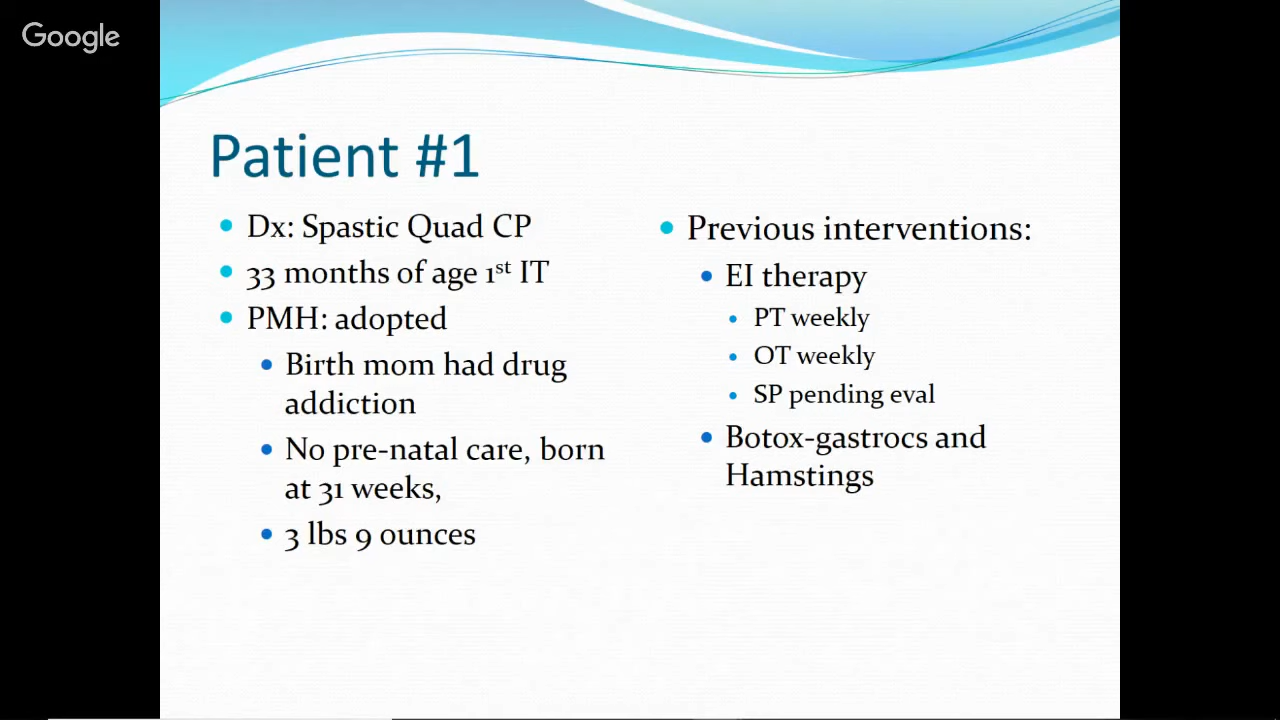 Google
Patient #1
Dx: Spastic Quad CP
33 months of age 1st IT
PMH: adopted
Birth mom had drug
addiction
No pre-natal care, born
at 31 weeks,
3 lbs 9 ounces
Previous interventions:
EI therapy
PT weekly
OT weekly
SP pending eval
Botox-gastrocs and
Hamstings